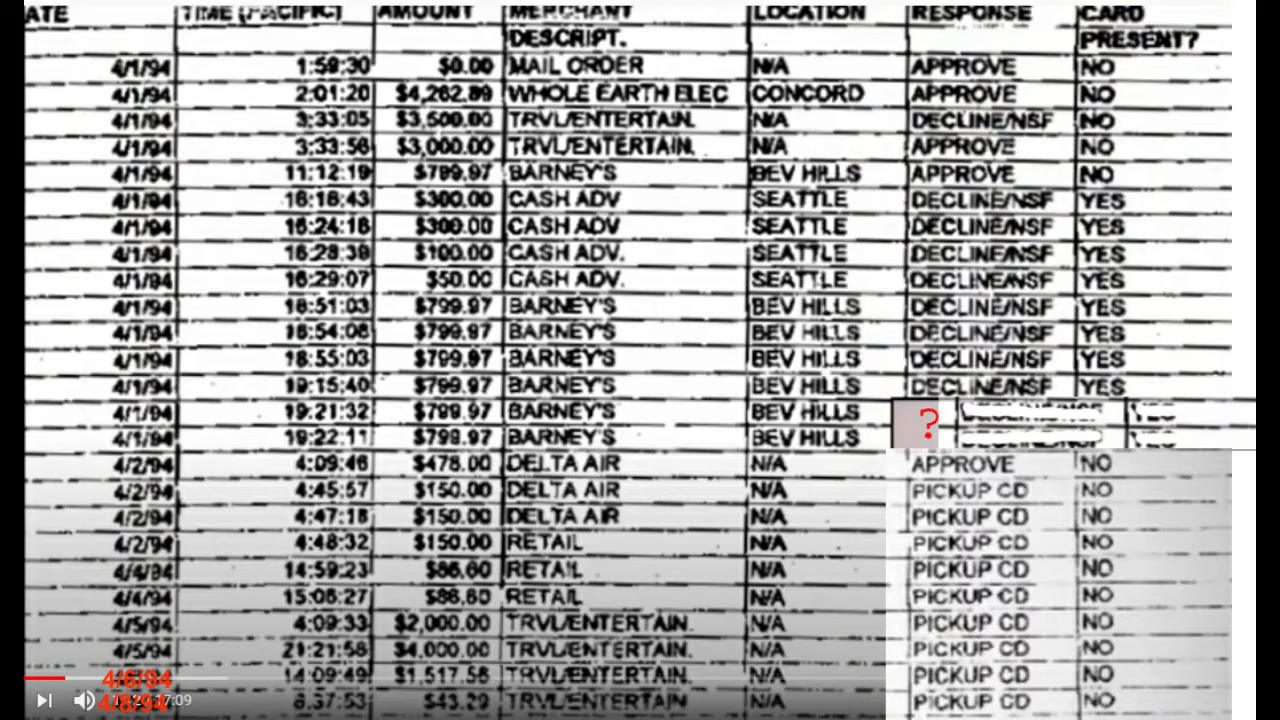 ATE TIME (PACIFIC) AMOUNT MERCHANT LOCATION RESPONSE CARD
DESCRIPT. PRESENT?
4/1/94 1:59:30 $0.00 MAIL ORDER N/A APPROVE NO
4/1/94 2:01:20 $4,262.89 WHOLE EARTH ELEC CONCORD APPROVE NO
4/1/94 3:33:05 $3,500.00 TRVL/ENTERTAIN. N/A DECLINE/NSF NO
4/1/94 3:33:56 $3,000.00 TRVL/ENTERTAIN. N/A APPROVE NO
4/1/94 11:12:19 $799.97 BARNEY'S BEV HILLS APPROVE NO
4/1/94 16:18:43 $300.00 CASH ADV SEATTLE DECLINE/NSF YES
4/1/94 16:24:16 $300.00 CASH ADV SEATTLE DECLINE/NSF YES
4/1/94 16:28:39 $100.00 CASH ADV. SEATTLE DECLINE/NSF YES
4/1/94 16:29:07 $50.00 CASH ADV. SEATTLE DECLINE/NSF YES
4/1/94 18:51:03 $799.97 BARNEY'S BEV HILLS DECLINE/NSF YES
4/1/94 18:54:06 $799.97 BARNEY'S BEV HILLS DECLINE/NSF YES
4/1/94 18:55:03 $799.97 BARNEY'S BEV HILLS DECLINE/NSF YES
4/1/94 19:15:40 $799.97 BARNEY'S BEV HILLS DECLINE/NSF YES
4/1/94 19:21:32 $799.97 BARNEY'S BEV HILLS ?
4/1/94 19:22:11 $799.97 BARNEY'S BEV HILLS
4/2/94 4:09:46 $478.00 DELTA AIR N/A APPROVE NO
4/2/94 4:45:57 $150.00 DELTA AIR N/A PICKUP CD NO
4/2/94 4:47:18 $150.00 DELTA AIR N/A PICKUP CD NO
4/2/94 4:48:32 $150.00 RETAIL N/A PICKUP CD NO
4/4/94 14:59:23 $86.60 RETAIL N/A PICKUP CD NO
4/4/94 15:06:27 $86.60 RETAIL N/A PICKUP CD NO
4/5/94 4:09:33 $2,000.00 TRVL/ENTERTAIN. N/A PICKUP CD NO
4/5/94 21:21:58 $4,000.00 TRVL/ENTERTAIN. N/A PICKUP CD NO
4/6/94 14:09:49 $1,517.56 TRVL/ENTERTAIN. N/A PICKUP CD NO
4/8/94 8:37:53 $43.29 TRVL/ENTERTAIN. N/A PICKUP CD NO